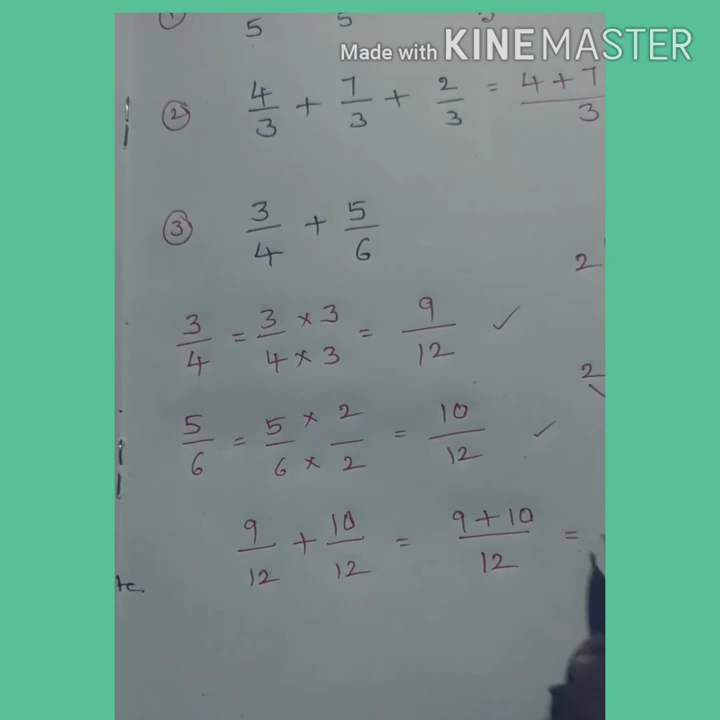 5 5
Made with KINEMASTER
② 4/3 + 7/3 + 2/3 = 4+7/3
③ 3/4 + 5/6
2
3/4 = 3×3/4×3 = 9/12 ✓
2
5/6 = 5/6 × 2/× 2 = 10/12 ✓
9/12 + 10/12 = 9+10/12 =